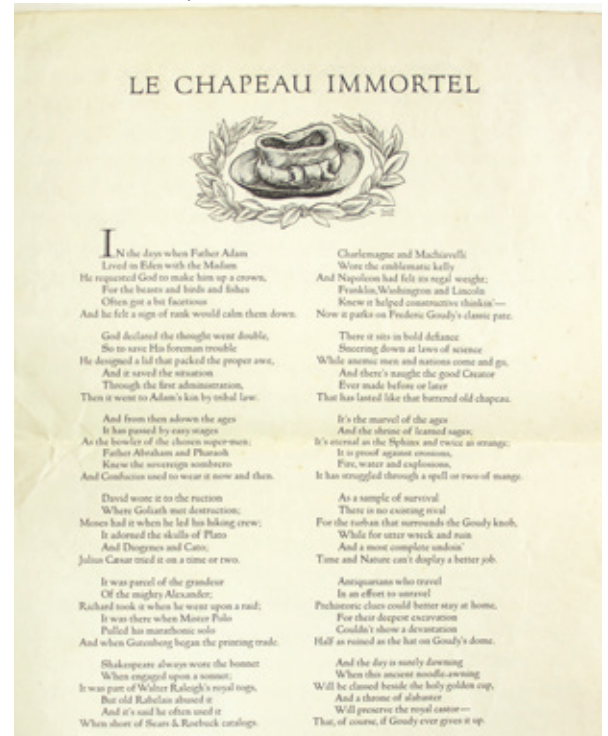 LE CHAPEAU IMMORTEL
IN the days when Father Adam
Lived in Eden with the Madam
He requested God to make him up a crown,
For the beasts and birds and fishes
Often got a bit facetious
And he felt a sign of rank would calm them down.
God declared the thought went double,
So to save His foreman trouble
He designed a lid that packed the proper awe,
And it saved the situation
Through the first administration,
Then it went to Adam's kin by tribal law.
And from then adown the ages
It has passed by easy stages
As the bowler of the chosen super-men;
Father Abraham and Pharaoh
Knew the sovereign sombrero
And Confucius used to wear it now and then.
David wore it to the ruction
Where Goliath met destruction;
Moses had it when he led his hiking crew;
It adorned the skulls of Plato
And Diogenes and Cato;
Julius Cæsar tried it on a time or two.
It was parcel of the grandeur
Of the mighty Alexander;
Richard took it when he went upon a raid;
It was there when Mister Polo
Pulled his marathonic solo
And when Gutenberg began the printing trade.
Shakespeare always wore the bonnet
When engaged upon a sonnet;
It was part of Walter Raleigh's royal togs,
But old Rabelais abused it
And it's said he often used it
When short of Sears & Roebuck catalogs.
Charlemagne and Machiavelli
Wore the emblematic kelly
And Napoleon had felt its regal weight;
Franklin, Washington and Lincoln
Knew it helped constructive thinkin'—
Now it parks on Frederic Goudy's classic pate.
There it sits in bold defiance
Sneering down at laws of science
While anemic men and nations come and go,
And there's naught the good Creator
Ever made before or later
That has lasted like that battered old chapeau.
It's the marvel of the ages
And the throne of learned sages;
It's eternal as the Sphinx and twice as strange;
It is proof against erosions,
Fire, water and explosions,
It has struggled through a spell or two of mange.
As a sample of survival
There is no existing rival
For the turban that surrounds the Goudy knob,
While for utter wreck and ruin
And a most complete undoin'
Time and Nature can't display a better job.
Antiquarians who travel
In an effort to unravel
Prehistoric clues could better stay at home,
For their deepest excavation
Couldn't show a devastation
Half as ruined as the hat on Goudy's dome.
And the day is surely dawning
When this ancient noodle-awning
Will be classed beside the holy golden cup,
And a throne of alabaster
Will preserve the royal castor—
That, of course, if Goudy ever gives it up.